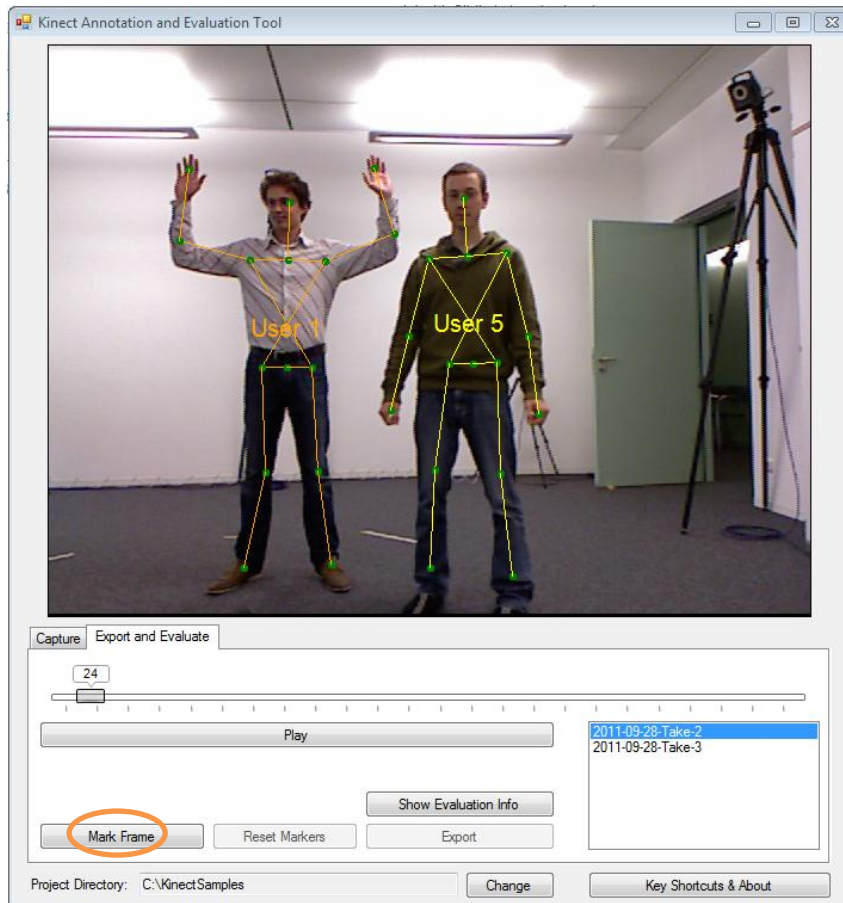 Kinect Annotation and Evaluation Tool
User 1
User 5
Capture
Export and Evaluate
24
Play
2011-09-28-Take-2
2011-09-28-Take-3
Show Evaluation Info
Mark Frame
Reset Markers
Export
Project Directory:
C:\KinectSamples
Change
Key Shortcuts & About